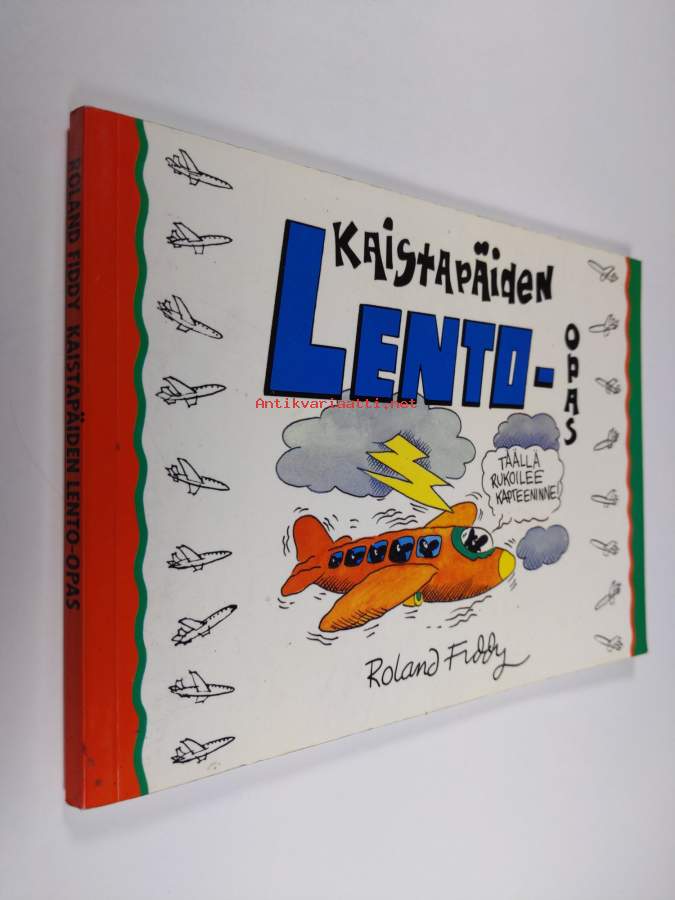 ROLAND FIDDY KAISTAPÄIDEN LENTO-OPAS
KAISTAPÄIDEN
LENTO-
OPAS
Antikvariaatti.net
TÄÄLLÄ
RUKOILEE
KAPTEENINNE!
Roland Fiddy